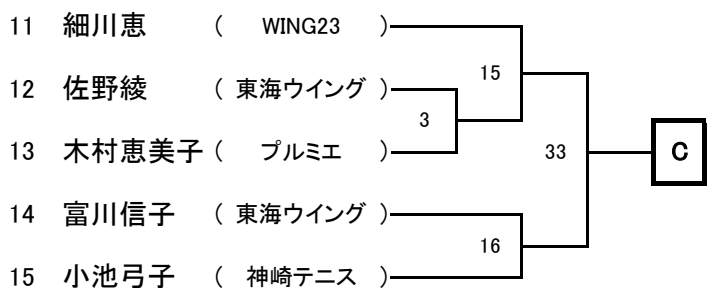 11 細川恵 ( WING23 )
15
12 佐野綾 ( 東海ウイング )
3
13 木村恵美子 ( プルミエ )
33
C
14 富川信子 ( 東海ウイング )
16
15 小池弓子 ( 神崎テニス )